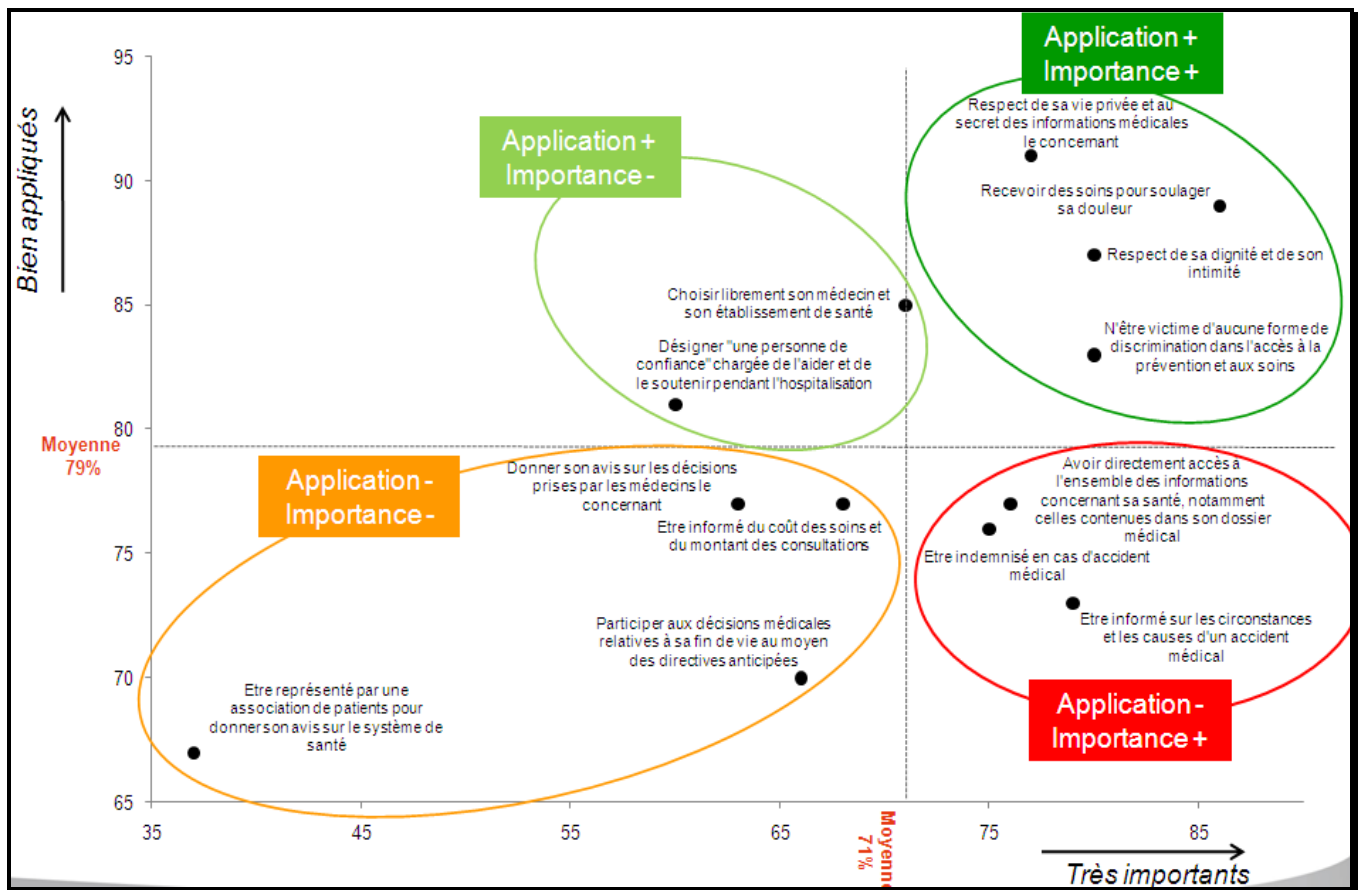 Application +
Importance +
95
Respect de sa vie privée et au
secret des informations médicales
le concernant
Bien appliqués
Application +
Importance -
90
Recevoir des soins pour soulager
sa douleur
Respect de sa dignité et de son
intimité
85
Choisir librement son médecin et
son établissement de santé
N'être victime d'aucune forme de
discrimination dans l'accès à la
prévention et aux soins
Désigner "une personne de
confiance" chargée de l'aider et de
le soutenir pendant l'hospitalisation
80
Moyenne
79%
Application -
Importance -
Donner son avis sur les décisions
prises par les médecins le
concernant
Etre informé du coût des soins et
du montant des consultations
Avoir directement accès à
l'ensemble des informations
concernant sa santé, notamment
celles contenues dans son dossier
médical
75
Etre indemnisé en cas d'accident
médical
Participer aux décisions médicales
relatives à sa fin de vie au moyen
des directives anticipées
Etre informé sur les circonstances
et les causes d'un accident
médical
70
Etre représenté par une
association de patients pour
donner son avis sur le système de
santé
Application -
Importance +
65
35
45
55
65
Moyenn
71%
75
85
Très importants